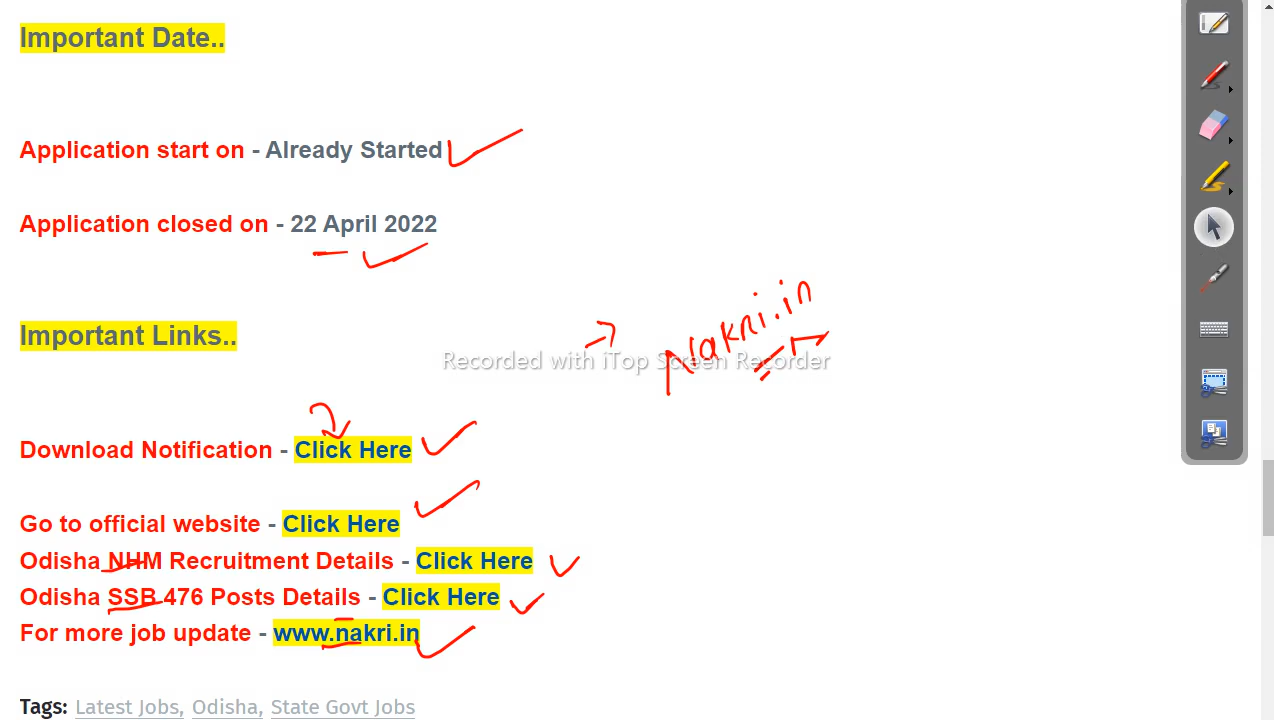 Important Date..
Application start on - Already Started
Application closed on - 22 April 2022
Important Links..
Nakri.in
Recorded with iTop Screen Recorder
Download Notification - Click Here
Go to official website - Click Here
Odisha NHM Recruitment Details - Click Here
Odisha SSB 476 Posts Details - Click Here
For more job update - www.nakri.in
Tags: Latest Jobs, Odisha, State Govt Jobs